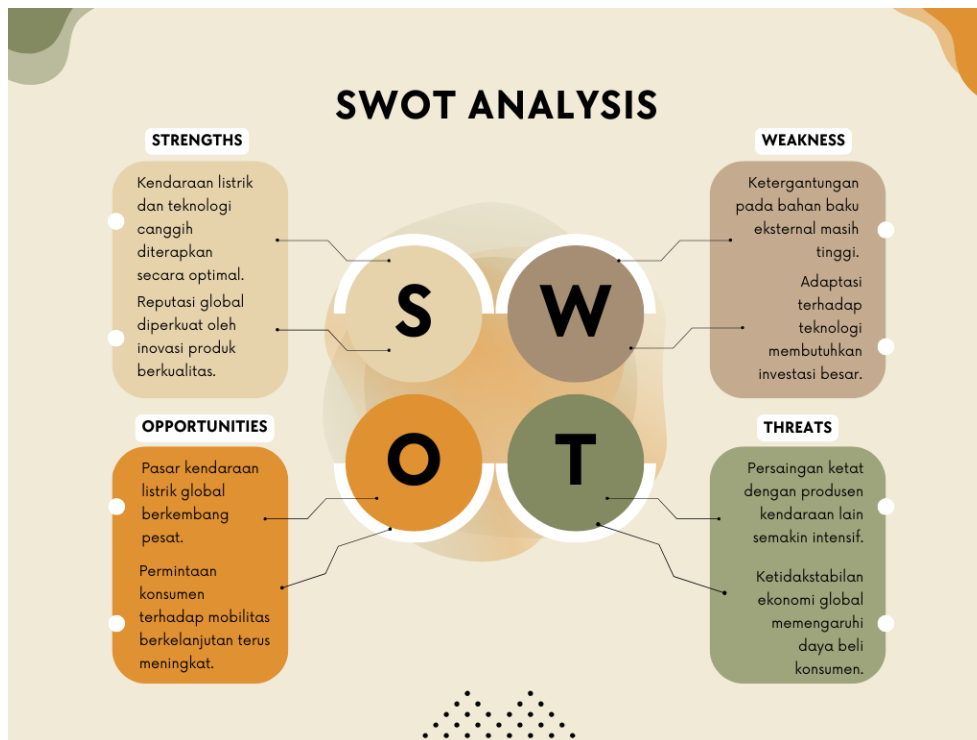 SWOT ANALYSIS
STRENGTHS
Kendaraan listrik
dan teknologi
canggih
diterapkan
secara optimal.
Reputasi global
diperkuat oleh
inovasi produk
berkualitas.
WEAKNESS
Ketergantungan
pada bahan baku
eksternal masih
tinggi.
Adaptasi
terhadap
teknologi
membutuhkan
investasi besar.
S
W
O
T
OPPORTUNITIES
Pasar kendaraan
listrik global
berkembang
pesat.
Permintaan
konsumen
terhadap mobilitas
berkelanjutan terus
meningkat.
THREATS
Persaingan ketat
dengan produsen
kendaraan lain
semakin intensif.
Ketidakstabilan
ekonomi global
memengaruhi
daya beli
konsumen.